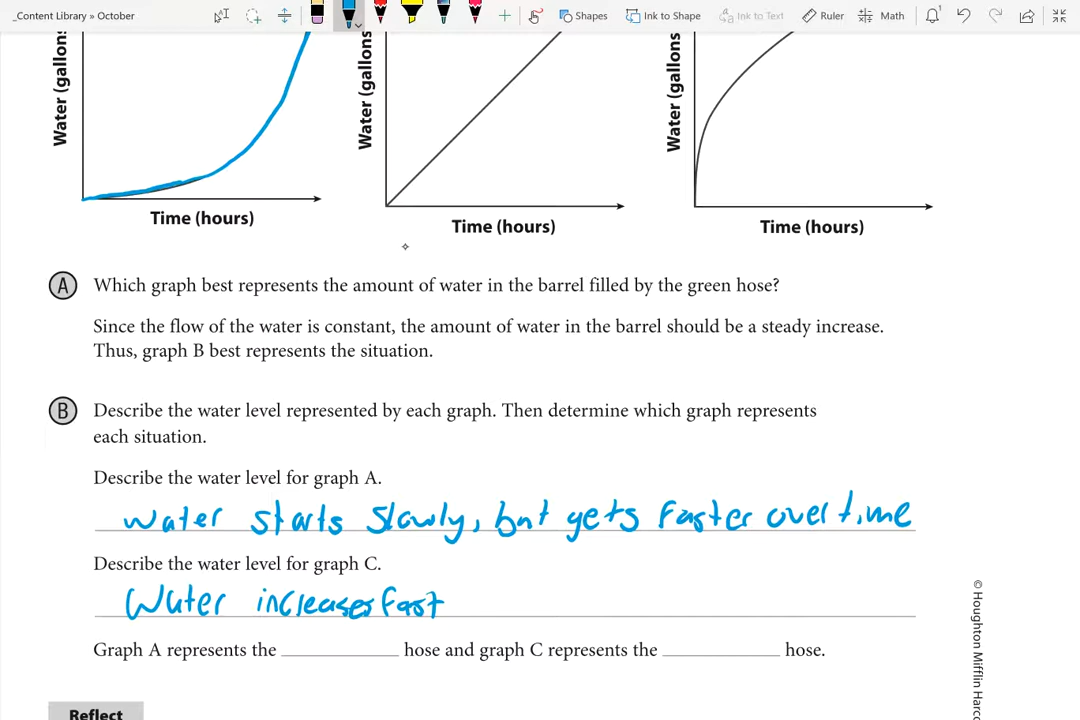 _Content Library » October
Shapes
Ink to Shape
Ink to Text
Ruler
Math
Water (gallons
Water (gallons
Water (gallons
Time (hours)
Time (hours)
Time (hours)
A Which graph best represents the amount of water in the barrel filled by the green hose?
Since the flow of the water is constant, the amount of water in the barrel should be a steady increase.
Thus, graph B best represents the situation.
B Describe the water level represented by each graph. Then determine which graph represents
each situation.
Describe the water level for graph A.
water starts slowly, but gets faster over time
Describe the water level for graph C.
Water increases fast
Graph A represents the ____________ hose and graph C represents the ____________ hose.
Reflect
© Houghton Mifflin Harc